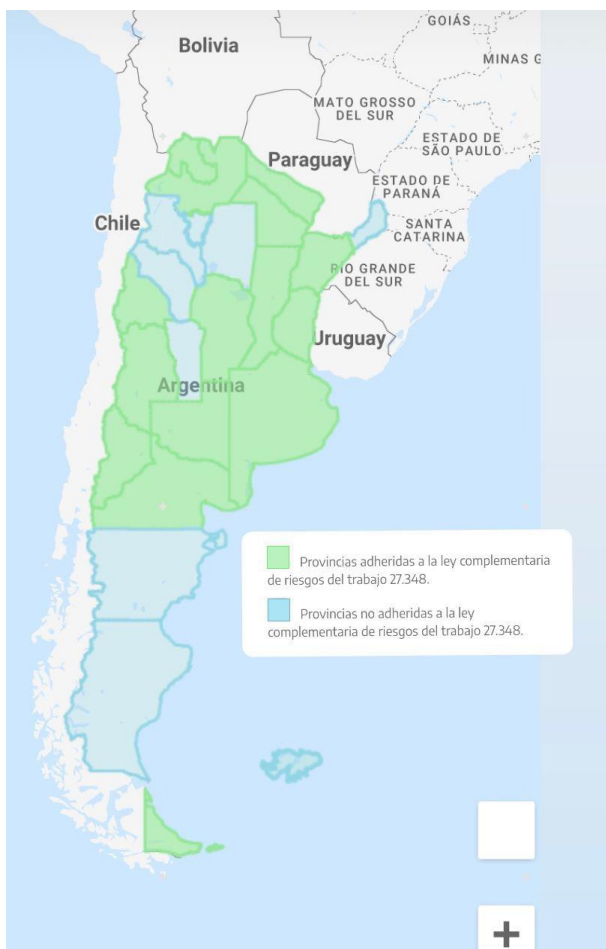 GOIÁS
Bolivia
MINAS G
MATO GROSSO
DEL SUR
ESTADO DE
SÃO PAULO
Paraguay
ESTADO DE
PARANÁ
Chile
SANTA
CATARINA
RIO GRANDE
DEL SUR
Uruguay
Argentina
Provincias adheridas a la ley complementaria
de riesgos del trabajo 27.348.
Provincias no adheridas a la ley
complementaria de riesgos del trabajo 27.348.
+